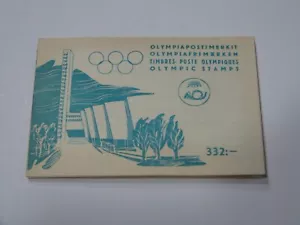 OLYMPIAPOSTIMERKIT
OLYMPIAFRIMÄRKEN
TIMBRES-POSTE OLYMPIQUES
OLYMPIC STAMPS
332:—